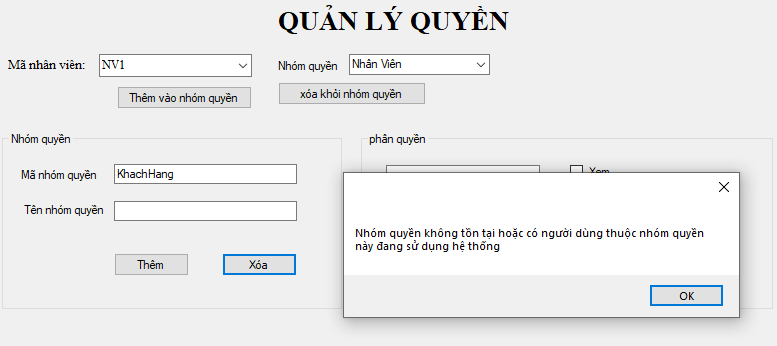 QUẢN LÝ QUYỀN
Mã nhân viên: NV1 Nhóm quyền Nhân Viên
Thêm vào nhóm quyền xóa khỏi nhóm quyền
Nhóm quyền phân quyền
Mã nhóm quyền KhachHang Xem
Tên nhóm quyền
Nhóm quyền không tồn tại hoặc có người dùng thuộc nhóm quyền
này đang sử dụng hệ thống
Thêm Xóa
OK